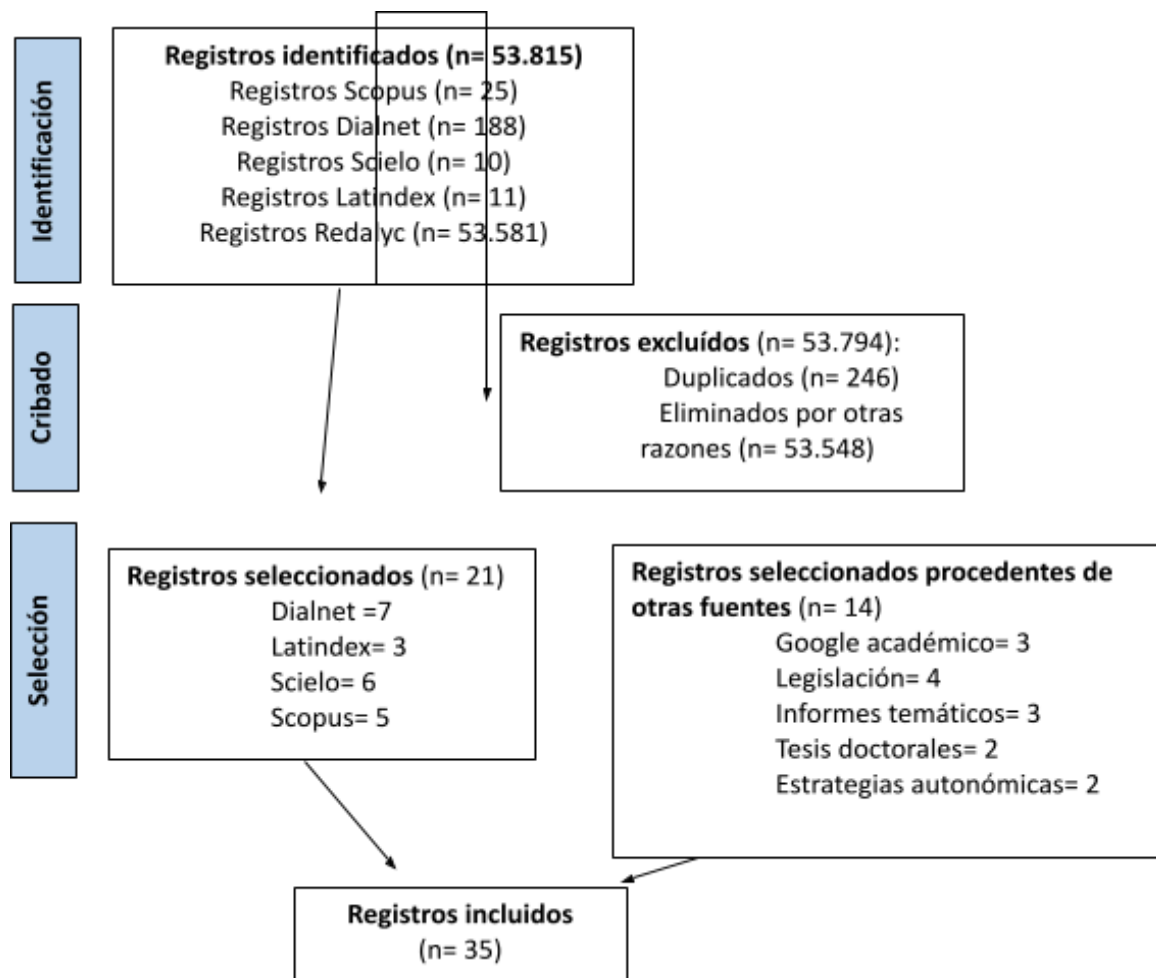 Identificación
Registros identificados (n= 53.815)
Registros Scopus (n= 25)
Registros Dialnet (n= 188)
Registros Scielo (n= 10)
Registros Latindex (n= 11)
Registros Redalyc (n= 53.581)
Cribado
Registros excluídos (n= 53.794):
Duplicados (n= 246)
Eliminados por otras
razones (n= 53.548)
Selección
Registros seleccionados (n= 21)
Dialnet =7
Latindex= 3
Scielo= 6
Scopus= 5
Registros seleccionados procedentes de
otras fuentes (n= 14)
Google académico= 3
Legislación= 4
Informes temáticos= 3
Tesis doctorales= 2
Estrategias autonómicas= 2
Registros incluidos
(n= 35)